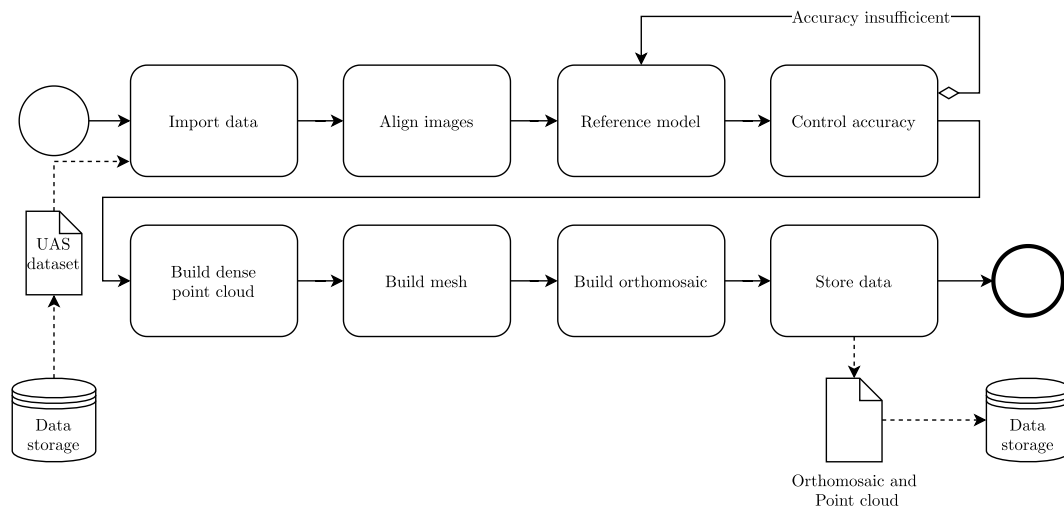 Accuracy insufficicent
Import data
Align images
Reference model
Control accuracy
UAS
dataset
Build dense
point cloud
Build mesh
Build orthomosaic
Store data
Data
storage
Data
storage
Orthomosaic and
Point cloud